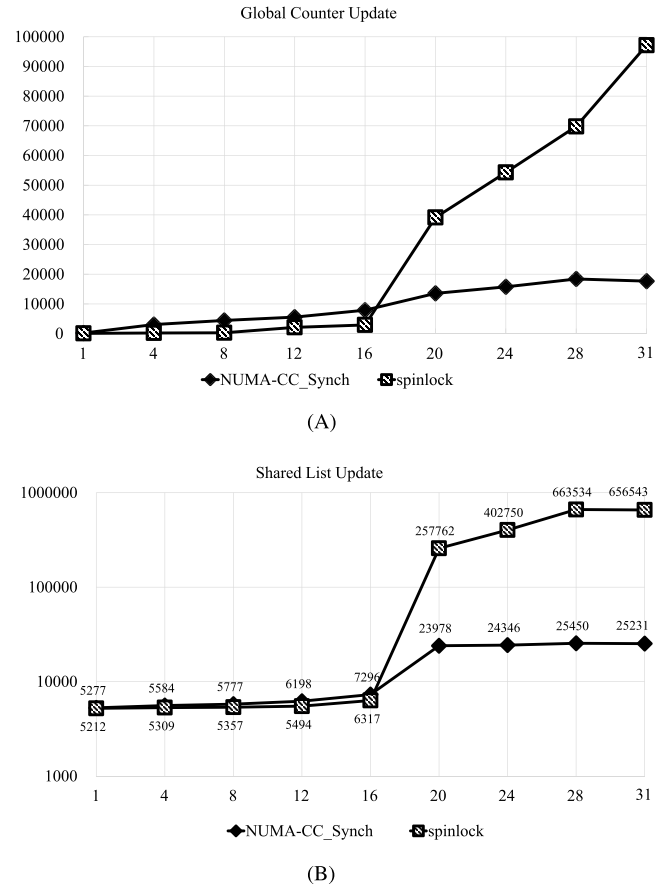 Global Counter Update
100000
90000
80000
70000
60000
50000
40000
30000
20000
10000
0
1 4 8 12 16 20 24 28 31
NUMA-CC_Synch spinlock
(A)
Shared List Update
1000000
663534 656543
402750
257762
100000
23978 24346 25450 25231
10000
5277 5584 5777 6198 7296
5212 5309 5357 5494 6317
1000
1 4 8 12 16 20 24 28 31
NUMA-CC_Synch spinlock
(B)